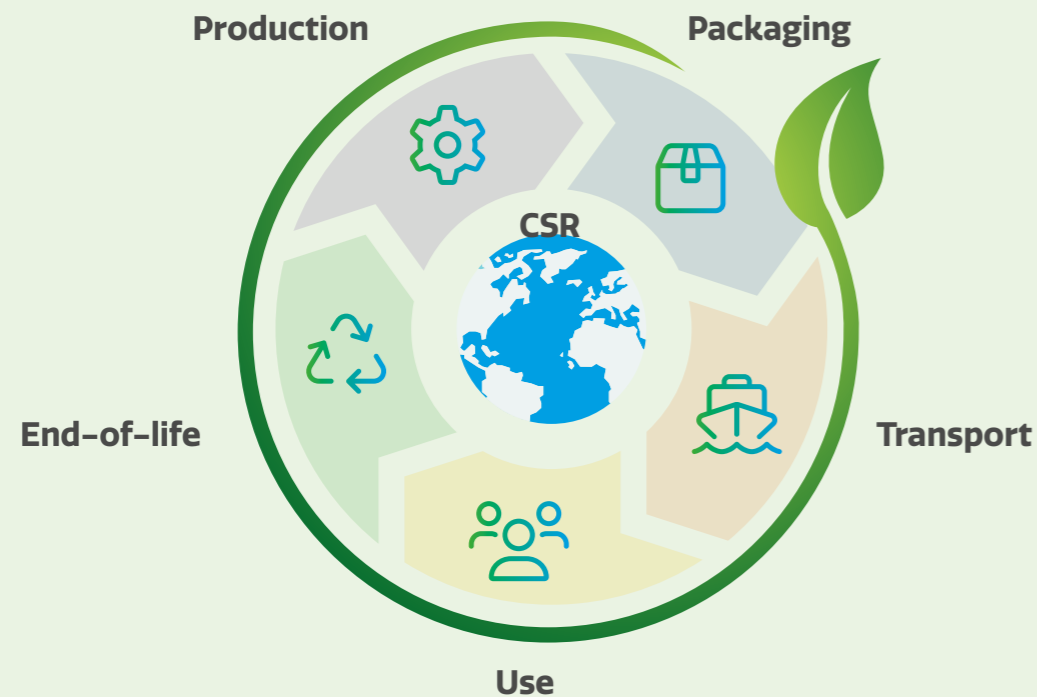 Production
Packaging
CSR
End-of-life
Transport
Use